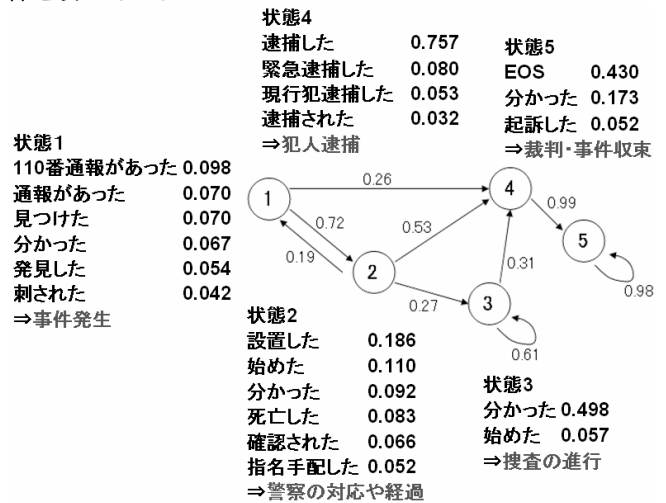 状態4
逮捕した 0.757
緊急逮捕した 0.080
現行犯逮捕した 0.053
逮捕された 0.032
⇒犯人逮捕
状態5
EOS 0.430
分かった 0.173
起訴した 0.052
⇒裁判・事件収束
状態1
110番通報があった 0.098
通報があった 0.070
見つけた 0.070
分かった 0.067
発見した 0.054
刺された 0.042
⇒事件発生
1
0.26
4
0.72
0.53
0.99
0.19
2
5
0.31
0.27
3
0.98
0.61
状態2
設置した 0.186
始めた 0.110
分かった 0.092
死亡した 0.083
確認された 0.066
指名手配した 0.052
⇒警察の対応や経過
状態3
分かった 0.498
始めた 0.057
⇒捜査の進行